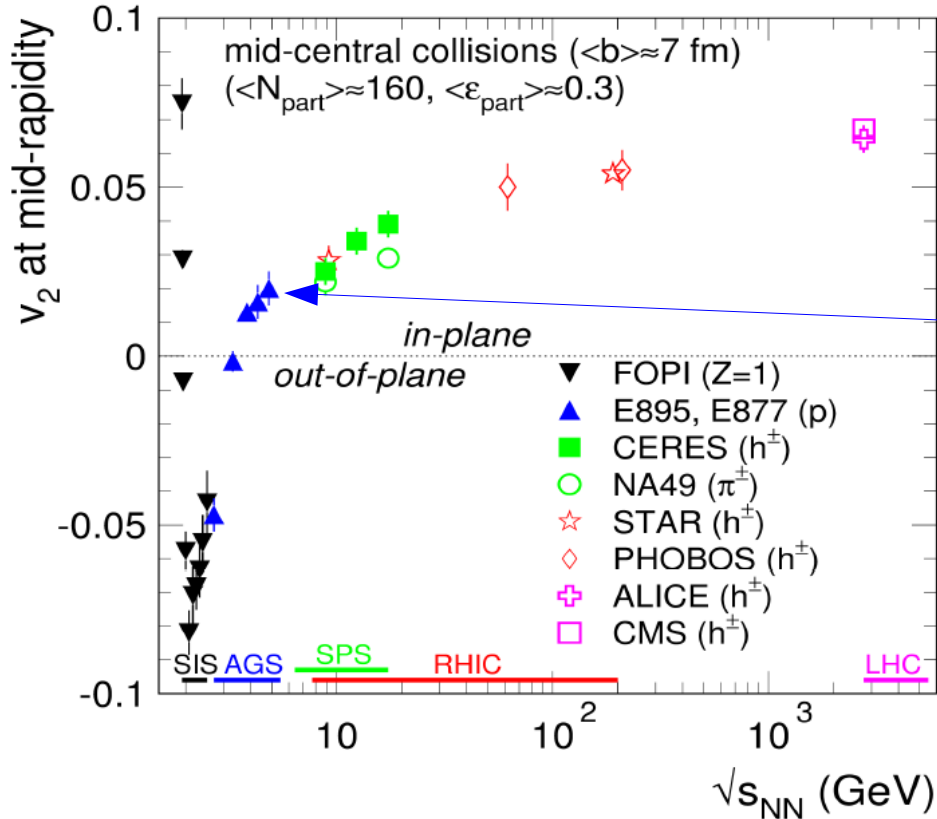 mid-central collisions (<b>≈7 fm)
(<N_part>≈160, <ε_part>≈0.3)
v_2 at mid-rapidity
0.1
0.05
0
-0.05
-0.1
in-plane
out-of-plane
FOPI (Z=1)
E895, E877 (p)
CERES (h^±)
NA49 (π^±)
STAR (h^±)
PHOBOS (h^±)
ALICE (h^±)
CMS (h^±)
SIS
AGS
SPS
RHIC
LHC
10
10^2
10^3
√s_NN (GeV)